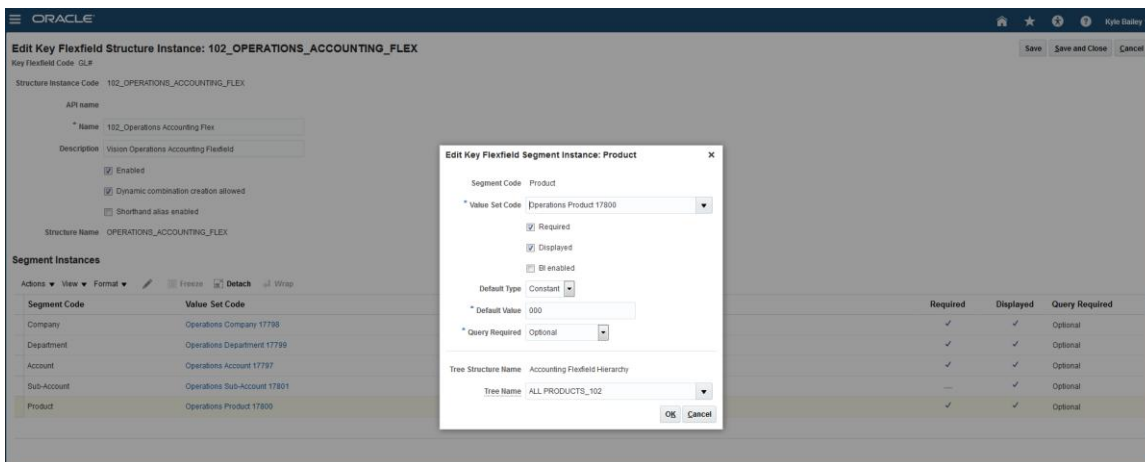 ORACLE
Kyle Bailey
Edit Key Flexfield Structure Instance: 102_OPERATIONS_ACCOUNTING_FLEX
Save Save and Close Cancel
Key Flexfield Code GL#
Structure Instance Code 102_OPERATIONS_ACCOUNTING_FLEX
API name
* Name 102_Operations Accounting Flex
Description Vision Operations Accounting Flexfield
Enabled
Dynamic combination creation allowed
Shorthand alias enabled
Structure Name OPERATIONS_ACCOUNTING_FLEX
Segment Instances
Actions View Format Freeze Detach Wrap
Segment Code Value Set Code Required Displayed Query Required
Company Operations Company 17798 Optional
Department Operations Department 17799 Optional
Account Operations Account 17797 Optional
Sub-Account Operations Sub-Account 17801 Optional
Product Operations Product 17800 Optional
Edit Key Flexfield Segment Instance: Product
Segment Code Product
* Value Set Code Operations Product 17800
Required
Displayed
BI enabled
Default Type Constant
* Default Value 000
* Query Required Optional
Tree Structure Name Accounting Flexfield Hierarchy
Tree Name ALL PRODUCTS_102
OK Cancel